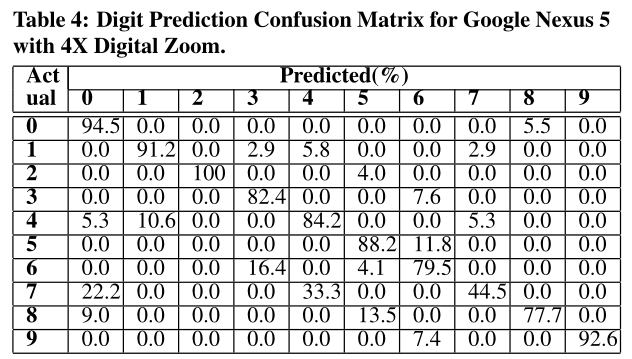 Table 4: Digit Prediction Confusion Matrix for Google Nexus 5
with 4X Digital Zoom.
Act Predicted(%)
ual 0 1 2 3 4 5 6 7 8 9
0 94.5 0.0 0.0 0.0 0.0 0.0 0.0 0.0 5.5 0.0
1 0.0 91.2 0.0 2.9 5.8 0.0 0.0 2.9 0.0 0.0
2 0.0 0.0 100 0.0 0.0 4.0 0.0 0.0 0.0 0.0
3 0.0 0.0 0.0 82.4 0.0 0.0 7.6 0.0 0.0 0.0
4 5.3 10.6 0.0 0.0 84.2 0.0 0.0 5.3 0.0 0.0
5 0.0 0.0 0.0 0.0 0.0 88.2 11.8 0.0 0.0 0.0
6 0.0 0.0 0.0 16.4 0.0 4.1 79.5 0.0 0.0 0.0
7 22.2 0.0 0.0 0.0 33.3 0.0 0.0 44.5 0.0 0.0
8 9.0 0.0 0.0 0.0 0.0 13.5 0.0 0.0 77.7 0.0
9 0.0 0.0 0.0 0.0 0.0 0.0 7.4 0.0 0.0 92.6